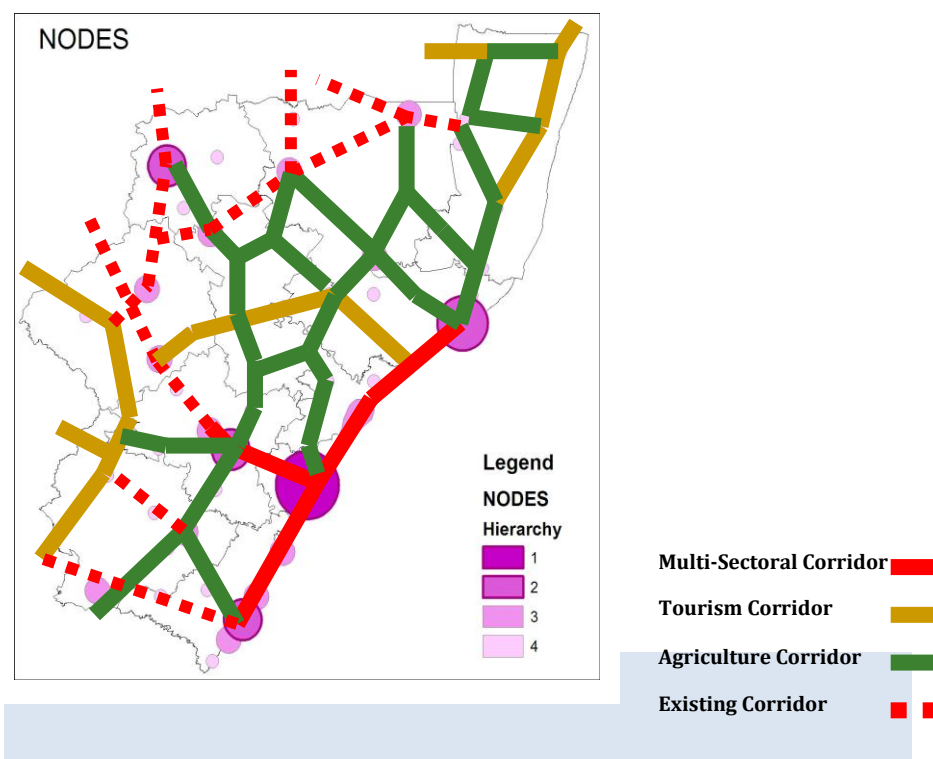 NODES
Legend
NODES
Hierarchy
1
2
3
4
Multi-Sectoral Corridor
Tourism Corridor
Agriculture Corridor
Existing Corridor